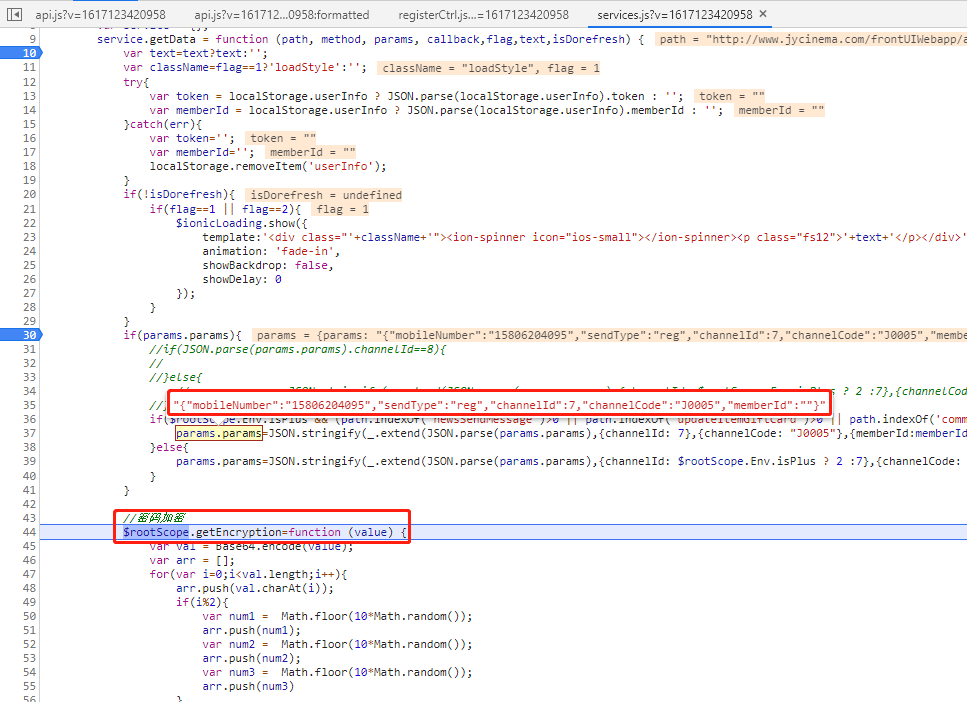 api.js?v=1617123420958 api.js?v=161712...0958:formatted registerCtrl.js...=1617123420958 services.js?v=1617123420958 ×
9 service.getData = function (path, method, params, callback,flag,text,isDorefresh) { path = "http://www.jycinema.com/frontUIWebapp/a
10 var text=text?text:'';
11 var className=flag==1?'loadStyle':''; className = "loadStyle", flag = 1
12 try{
13 var token = localStorage.userInfo ? JSON.parse(localStorage.userInfo).token : ''; token = ""
14 var memberId = localStorage.userInfo ? JSON.parse(localStorage.userInfo).memberId : ''; memberId = ""
15 }catch(err){
16 var token=''; token = ""
17 var memberId=''; memberId = ""
18 localStorage.removeItem('userInfo');
19 }
20 if(!isDorefresh){ isDorefresh = undefined
21 if(flag==1 || flag==2){ flag = 1
22 $ionicLoading.show({
23 template:'<div class="'+className+'"><ion-spinner icon="ios-small"></ion-spinner><p class="fs12">'+text+'</p></div>'
24 animation: 'fade-in',
25 showBackdrop: false,
26 showDelay: 0
27 });
28 }
29 }
30 if(params.params){ params = {params: "{"mobileNumber":"15806204095","sendType":"reg","channelId":7,"channelCode":"J0005","membe
31 //if(JSON.parse(params.params).channelId==8){
32 //
33 //}else{
34 ? 2 :7},{channelCod
35 //} "{"mobileNumber":"15806204095","sendType":"reg","channelId":7,"channelCode":"J0005","memberId":""}"
36 if($rootScope.Env.isPlus && (path.indexOf('newsSendMessage')>0 || path.indexOf('updateItemGiftCard')>0 || path.indexOf('comm
37 params.params=JSON.stringify(_.extend(JSON.parse(params.params),{channelId: 7},{channelCode: "J0005"},{memberId:memberId
38 }else{
39 params.params=JSON.stringify(_.extend(JSON.parse(params.params),{channelId: $rootScope.Env.isPlus ? 2 :7},{channelCode:
40 }
41 }
42
43 //密码加密
44 $rootScope.getEncryption=function (value) {
45 var val = Base64.encode(value);
46 var arr = [];
47 for(var i=0;i<val.length;i++){
48 arr.push(val.charAt(i));
49 if(i%2){
50 var num1 = Math.floor(10*Math.random());
51 arr.push(num1);
52 var num2 = Math.floor(10*Math.random());
53 arr.push(num2);
54 var num3 = Math.floor(10*Math.random());
55 arr.push(num3)
56 }